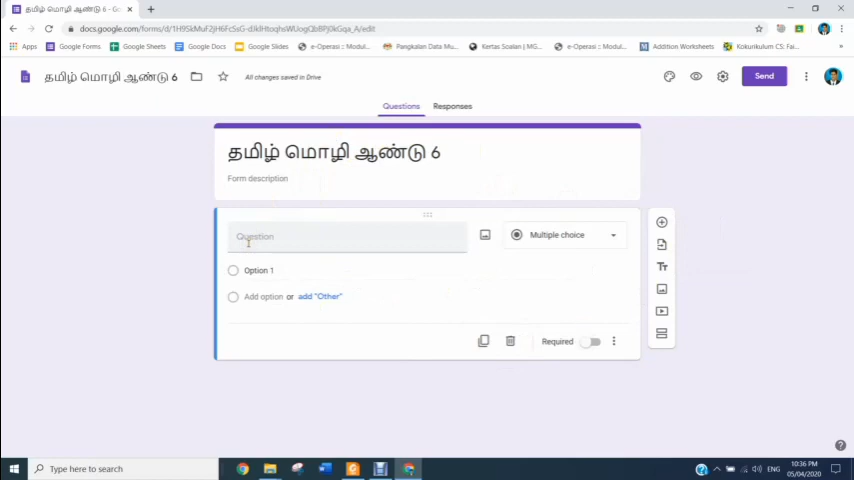 தமிழ் மொழி ஆண்டு 6 - Go
docs.google.com/forms/d/
Apps Google Forms Google Sheets Google Docs Google Slides e-Operasi :: Modul... Pangkalan Data Mu... Kertas Soalan | MG... e-Operasi :: Modul... Addition Worksheets Kokurikulum CS: Fai... »
தமிழ் மொழி ஆண்டு 6 All changes saved in Drive Send
Questions Responses
தமிழ் மொழி ஆண்டு 6
Form description
Question Multiple choice
Option 1
Add option or add "Other"
Required
Type here to search
ENG 10:36 PM
05/04/2020